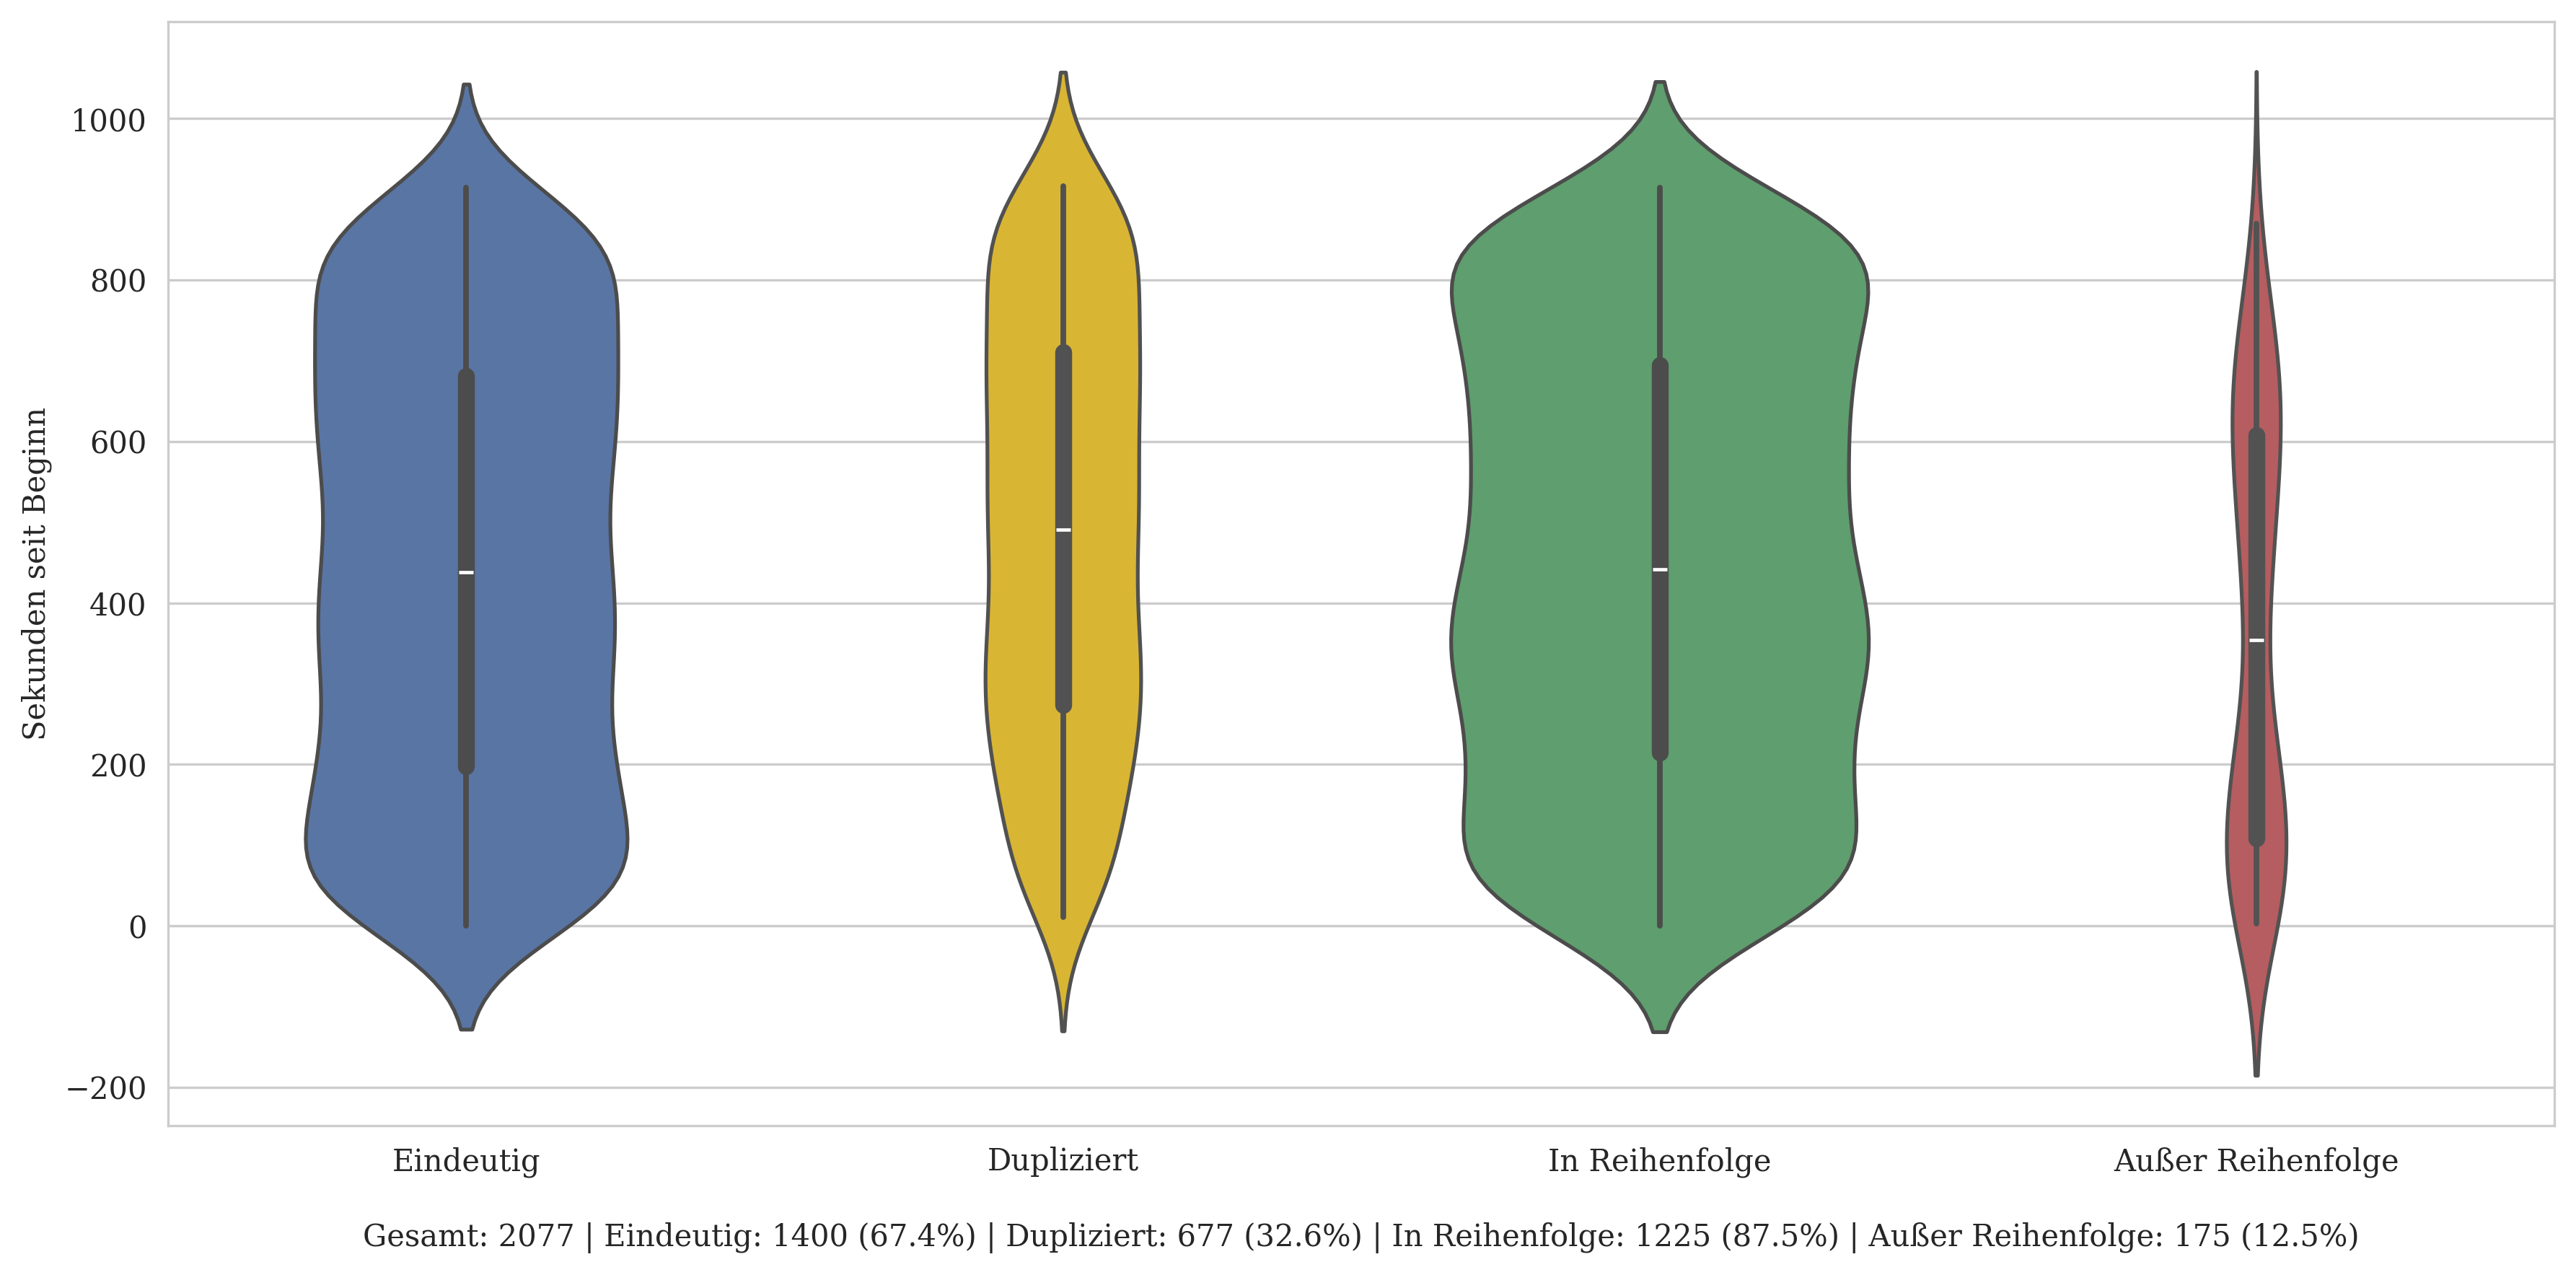 Sekunden seit Beginn
1000
800
600
400
200
0
−200
Eindeutig
Dupliziert
In Reihenfolge
Außer Reihenfolge
Gesamt: 2077 | Eindeutig: 1400 (67.4%) | Dupliziert: 677 (32.6%) | In Reihenfolge: 1225 (87.5%) | Außer Reihenfolge: 175 (12.5%)